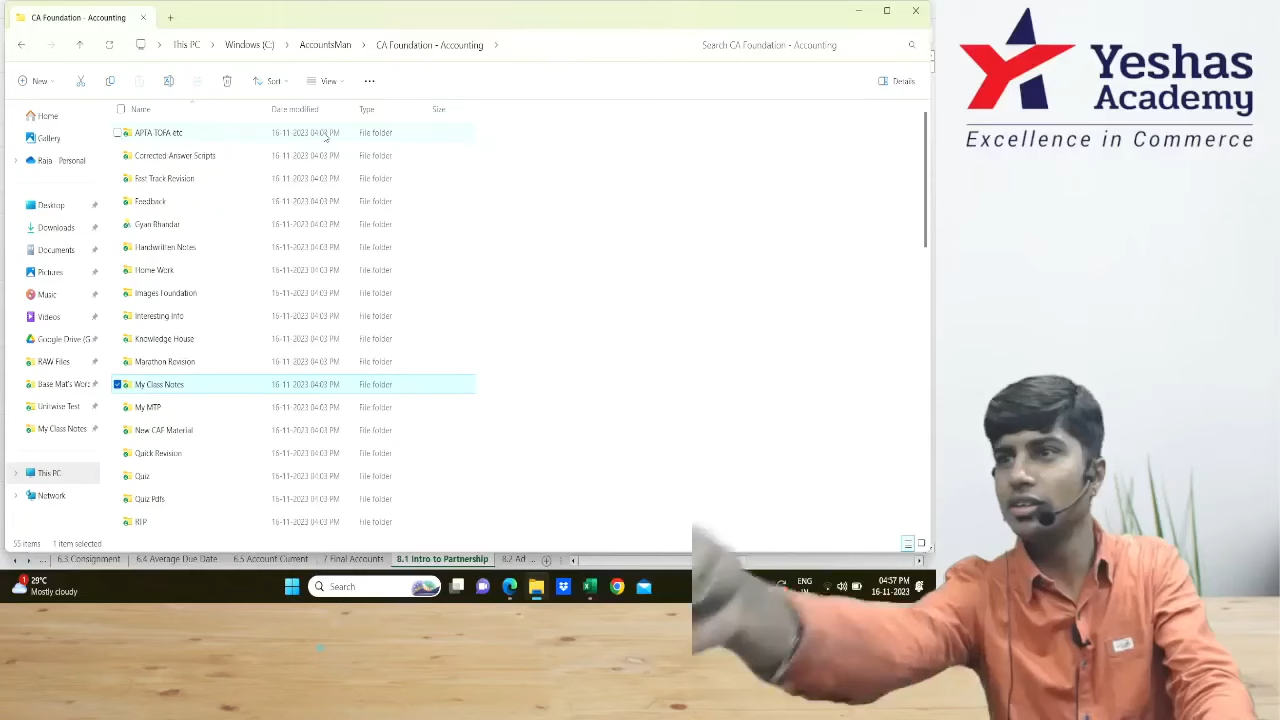 CA Foundation - Accounting
This PC > Windows (C:) > AccountMan > CA Foundation - Accounting >
Search CA Foundation - Accounting
New
Sort
View
Details
Name Date modified Type Size
Home
Gallery
Raja - Personal
Desktop
Downloads
Documents
Pictures
Music
Videos
Google Drive (G
RAW Files
Base Mat's Worl
Unitwise Test
My Class Notes
This PC
Network
APTA TOFA etc 16-11-2023 04:03 PM File folder
Corrected Answer Scripts 16-11-2023 04:03 PM File folder
Fast Track Revision 16-11-2023 04:03 PM File folder
Feedback 16-11-2023 04:03 PM File folder
Gyan Bhandar 16-11-2023 04:03 PM File folder
Handwritten Notes 16-11-2023 04:03 PM File folder
Home Work 16-11-2023 04:03 PM File folder
Images Foundation 16-11-2023 04:03 PM File folder
Interesting Info 16-11-2023 04:03 PM File folder
Knowledge House 16-11-2023 04:03 PM File folder
Marathon Revision 16-11-2023 04:03 PM File folder
My Class Notes 16-11-2023 04:03 PM File folder
My MTP 16-11-2023 04:03 PM File folder
New CAF Material 16-11-2023 04:03 PM File folder
Quick Revision 16-11-2023 04:03 PM File folder
Quiz 16-11-2023 04:03 PM File folder
Quiz Pdfs 16-11-2023 04:03 PM File folder
RTP 16-11-2023 04:03 PM File folder
55 items 1 item selected
6.3 Consignment 6.4 Average Due Date 6.5 Account Current 7 Final Accounts 8.1 Intro to Partnership 8.2 Ad
1
29°C
Mostly cloudy
Search
ENG
IN
04:57 PM
16-11-2023
Yeshas
Academy
Excellence in Commerce